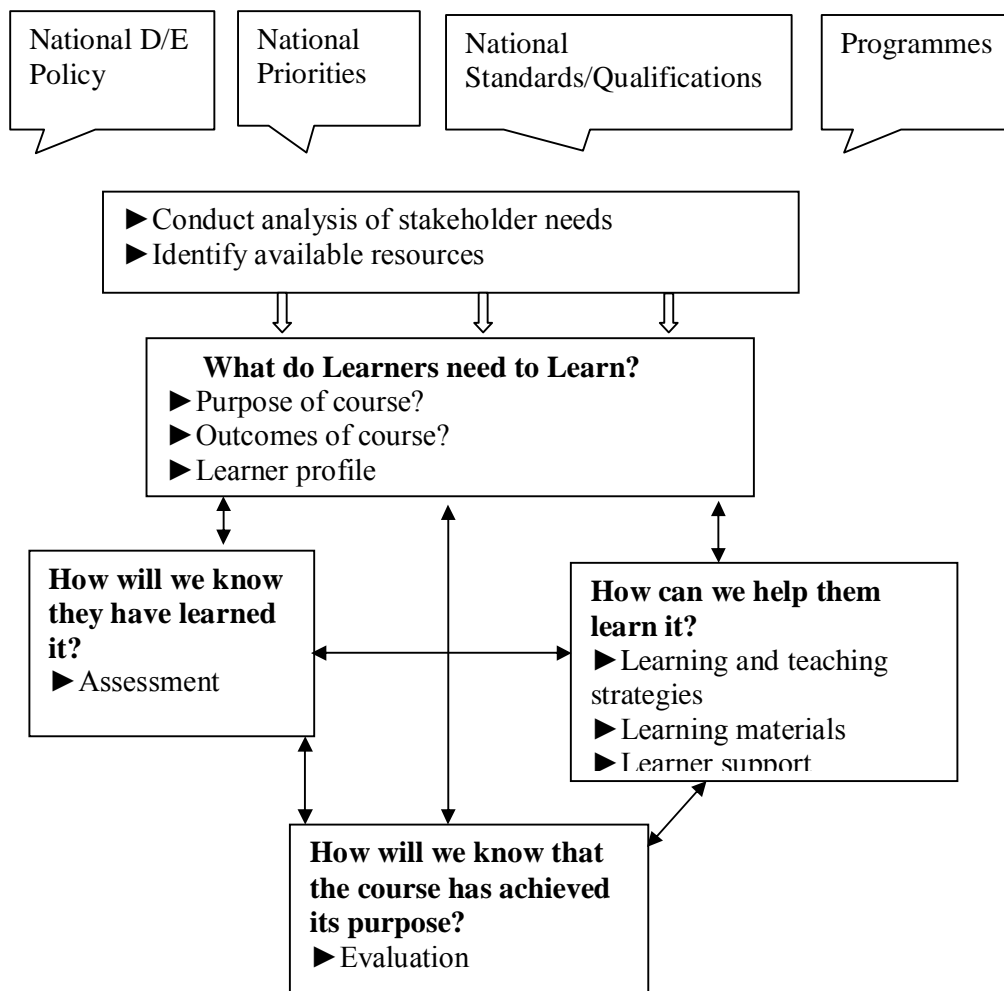 National D/E
Policy
National
Priorities
National
Standards/Qualifications
Programmes
►Conduct analysis of stakeholder needs
►Identify available resources
What do Learners need to Learn?
►Purpose of course?
►Outcomes of course?
►Learner profile
How will we know
they have learned
it?
►Assessment
How can we help them
learn it?
►Learning and teaching
strategies
►Learning materials
►Learner support
How will we know that
the course has achieved
its purpose?
►Evaluation